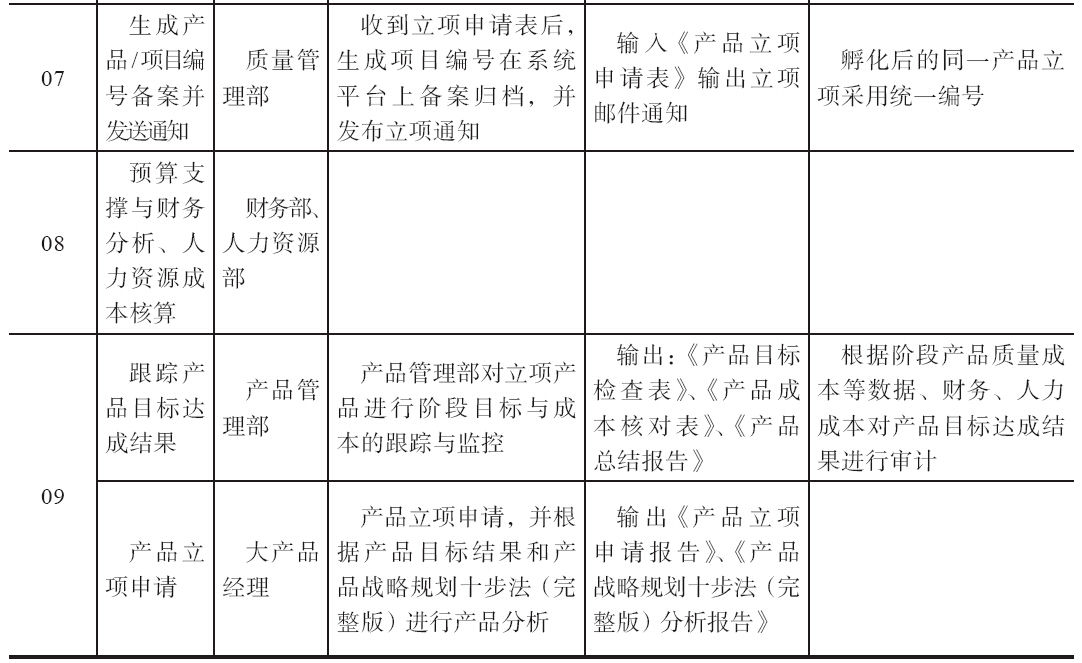 07
生成产
品/项目编
号备案并
发送通知
质量管
理部
收到立项申请表后，
生成项目编号在系统
平台上备案归档，并
发布立项通知
输入《产品立项
申请表》输出立项
邮件通知
孵化后的同一产品立
项采用统一编号
08
预算支
撑与财务
分析、人
力资源成
本核算
财务部、
人力资源
部
09
跟踪产
品目标达
成结果
产品管
理部
产品管理部对立项产
品进行阶段目标与成
本的跟踪与监控
输出：《产品目标
检查表》、《产品成
本核对表》、《产品
总结报告》
根据阶段产品质量成
本等数据、财务、人力
成本对产品目标达成结
果进行审计
产品立
项申请
大产品
经理
产品立项申请，并根
据产品目标结果和产
品战略规划十步法（完
整版）进行产品分析
输出《产品立项
申请报告》、《产品
战略规划十步法（完
整版）分析报告》